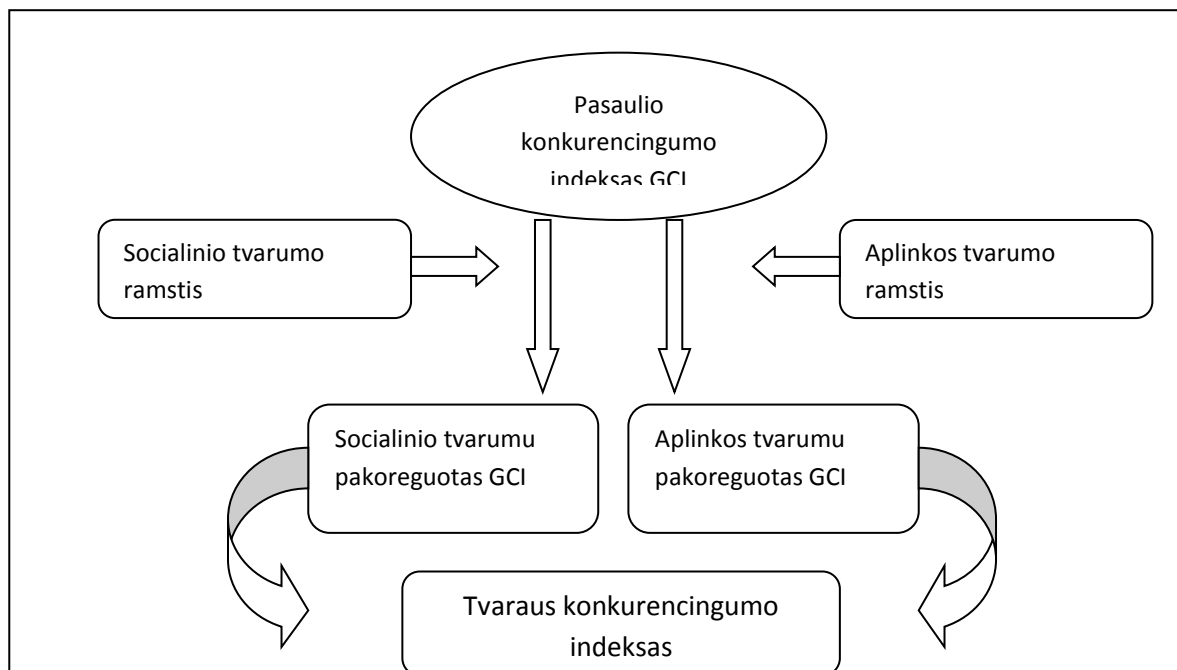 Pasaulio
konkurencingumo
indeksas GCI
Socialinio tvarumo
ramstis
Aplinkos tvarumo
ramstis
Socialinio tvarumu
pakoreguotas GCI
Aplinkos tvarumu
pakoreguotas GCI
Tvaraus konkurencingumo
indeksas